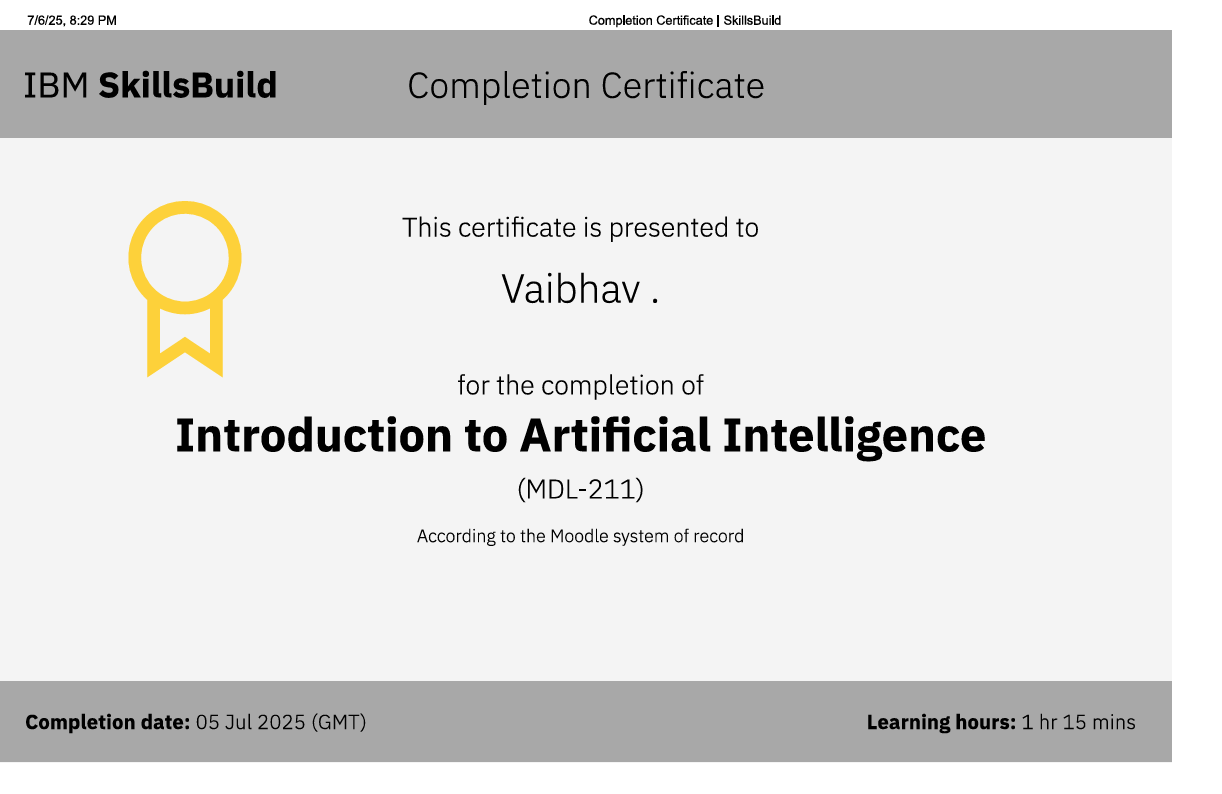 7/6/25, 8:29 PM
Completion Certificate | SkillsBuild
IBM SkillsBuild
Completion Certificate
This certificate is presented to
Vaibhav .
for the completion of
Introduction to Artificial Intelligence
(MDL-211)
According to the Moodle system of record
Completion date: 05 Jul 2025 (GMT)
Learning hours: 1 hr 15 mins